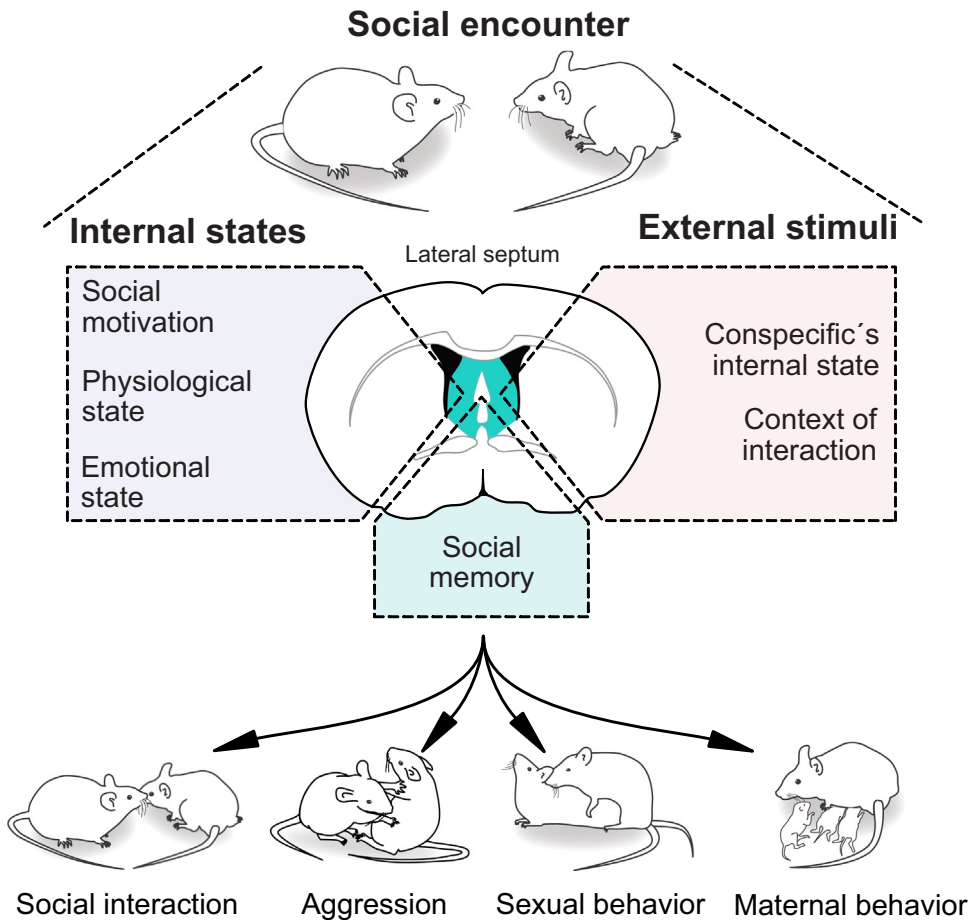 Social encounter
Internal states
External stimuli
Lateral septum
Social
motivation
Physiological
state
Emotional
state
Conspecific´s
internal state
Context of
interaction
Social
memory
Social interaction
Aggression
Sexual behavior
Maternal behavior